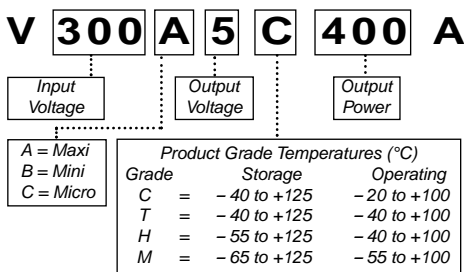 V 300 A 5 C 400 A
Input Voltage
Output Voltage
Output Power
A = Maxi
B = Mini
C = Micro
Product Grade Temperatures (°C)
Grade Storage Operating
C = – 40 to +125 – 20 to +100
T = – 40 to +125 – 40 to +100
H = – 55 to +125 – 40 to +100
M = – 65 to +125 – 55 to +100